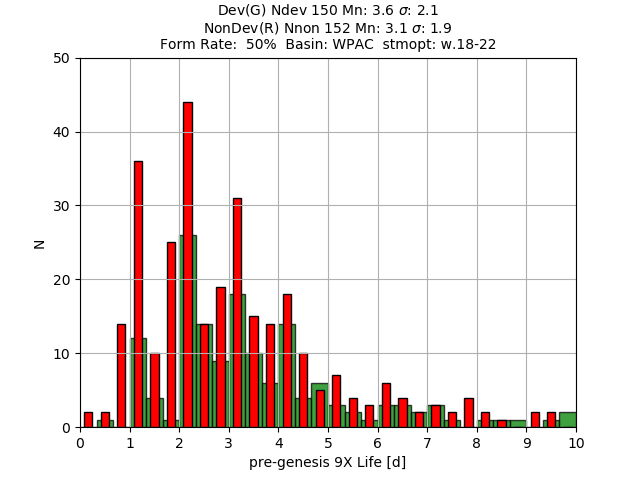 Dev(G) Ndev 150 Mn: 3.6 σ: 2.1
NonDev(R) Nnon 152 Mn: 3.1 σ: 1.9
Form Rate:  50%  Basin: WPAC  stmopt: w.18-22
50
40
30
20
10
0
N
0 1 2 3 4 5 6 7 8 9 10
pre-genesis 9X Life [d]